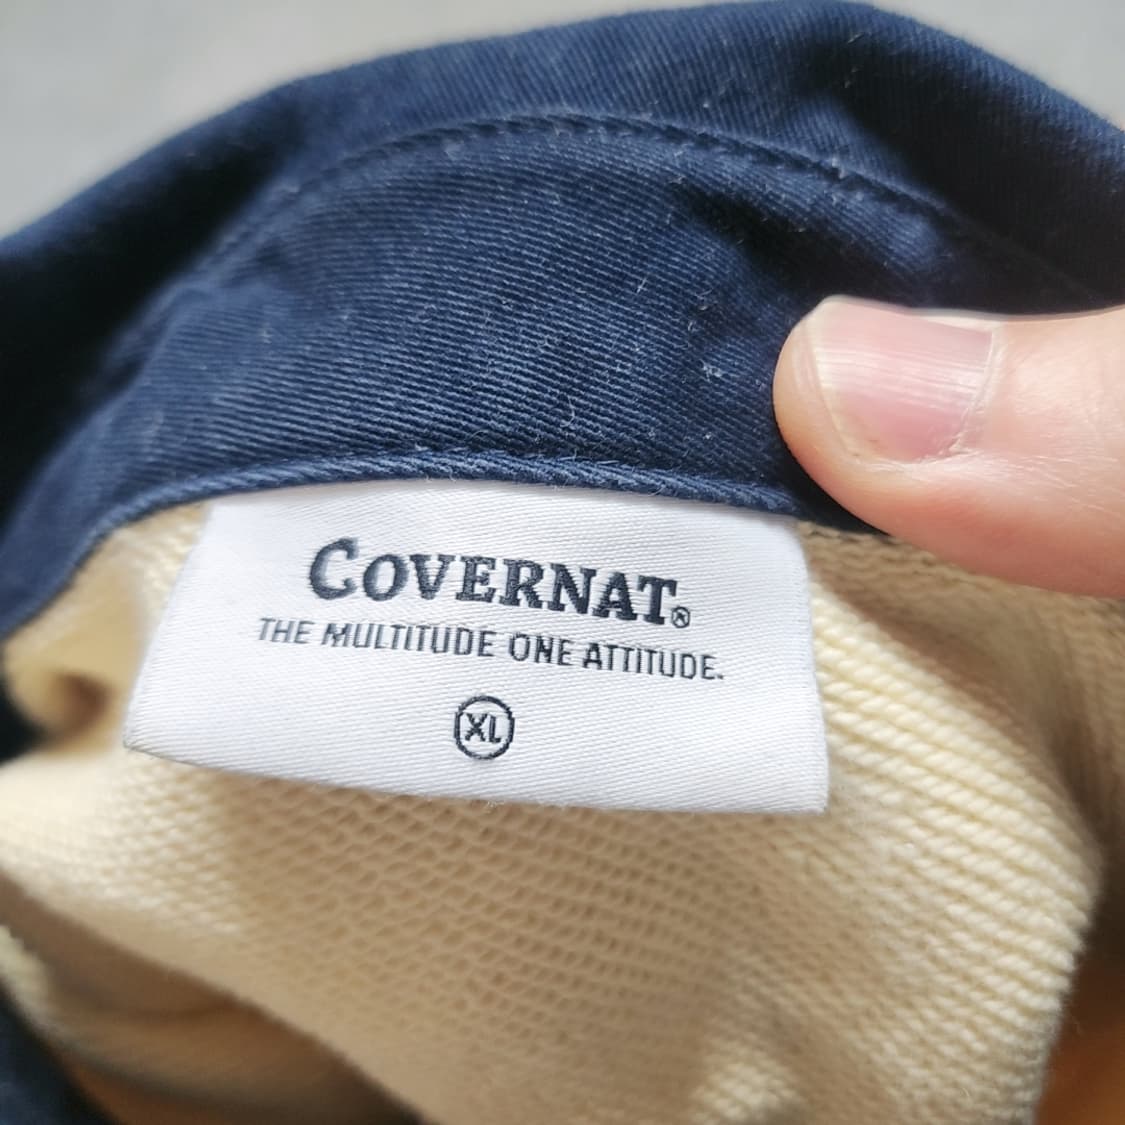 COVERNAT®
THE MULTITUDE ONE ATTITUDE.
XL